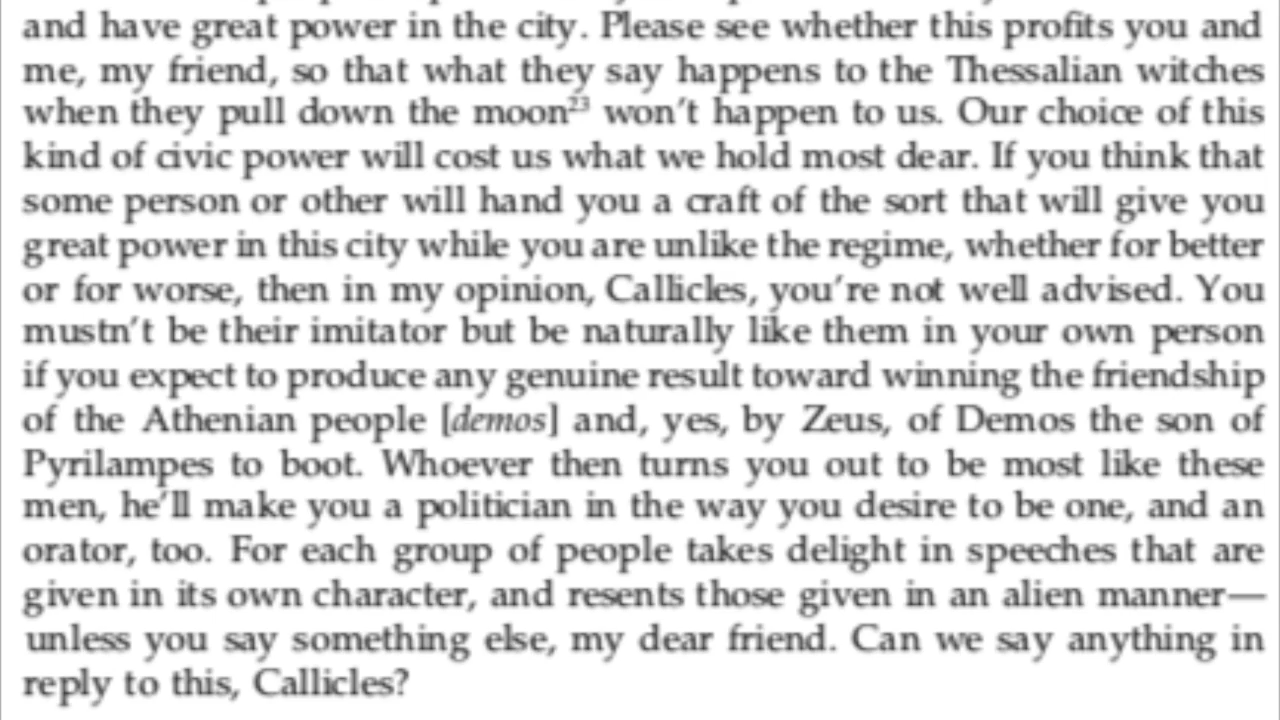 and have great power in the city. Please see whether this profits you and
me, my friend, so that what they say happens to the Thessalian witches
when they pull down the moon²³ won't happen to us. Our choice of this
kind of civic power will cost us what we hold most dear. If you think that
some person or other will hand you a craft of the sort that will give you
great power in this city while you are unlike the regime, whether for better
or for worse, then in my opinion, Callicles, you're not well advised. You
mustn't be their imitator but be naturally like them in your own person
if you expect to produce any genuine result toward winning the friendship
of the Athenian people [demos] and, yes, by Zeus, of Demos the son of
Pyrilampes to boot. Whoever then turns you out to be most like these
men, he'll make you a politician in the way you desire to be one, and an
orator, too. For each group of people takes delight in speeches that are
given in its own character, and resents those given in an alien manner—
unless you say something else, my dear friend. Can we say anything in
reply to this, Callicles?